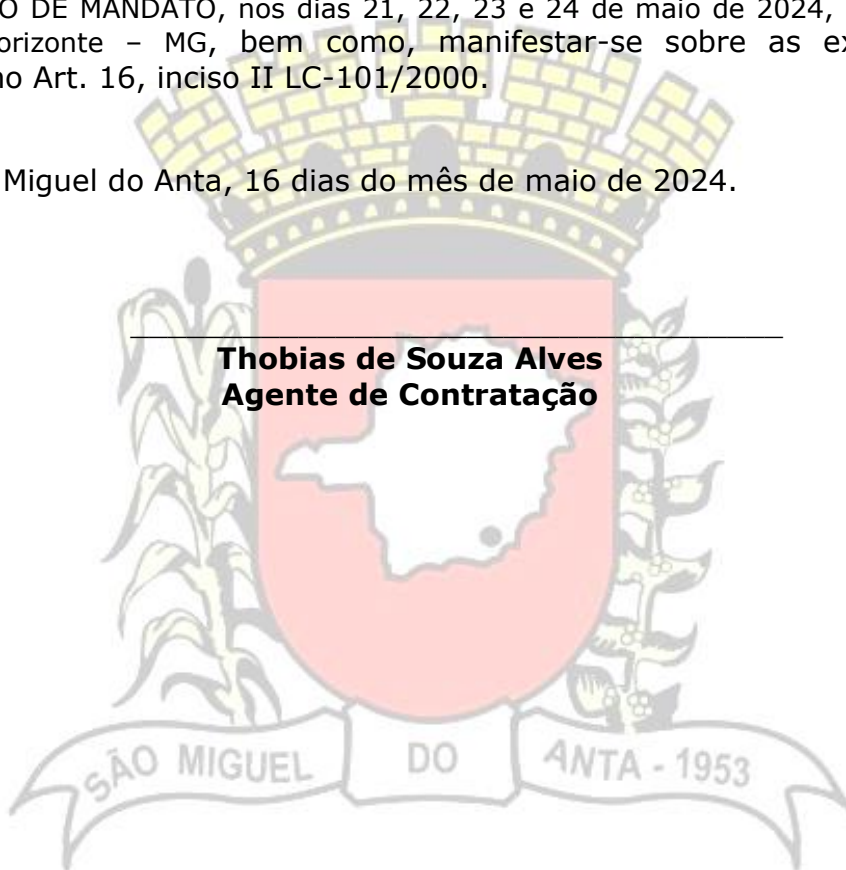 O DE MANDATO, nos dias 21, 22, 23 e 24 de maio de 2024,
orizonte – MG, bem como, manifestar-se sobre as ex
no Art. 16, inciso II LC-101/2000.
Miguel do Anta, 16 dias do mês de maio de 2024.
Thobias de Souza Alves
Agente de Contratação
SÃO MIGUEL DO ANTA - 1953